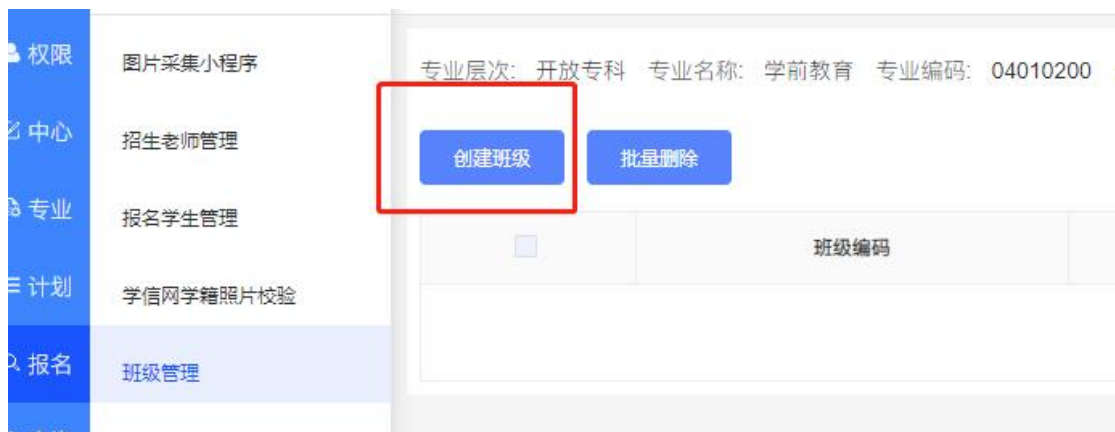 权限
中心
专业
计划
报名
图片采集小程序
招生老师管理
报名学生管理
学信网学籍照片校验
班级管理
专业层次: 开放专科 专业名称: 学前教育 专业编码: 04010200
创建班级 批量删除
班级编码